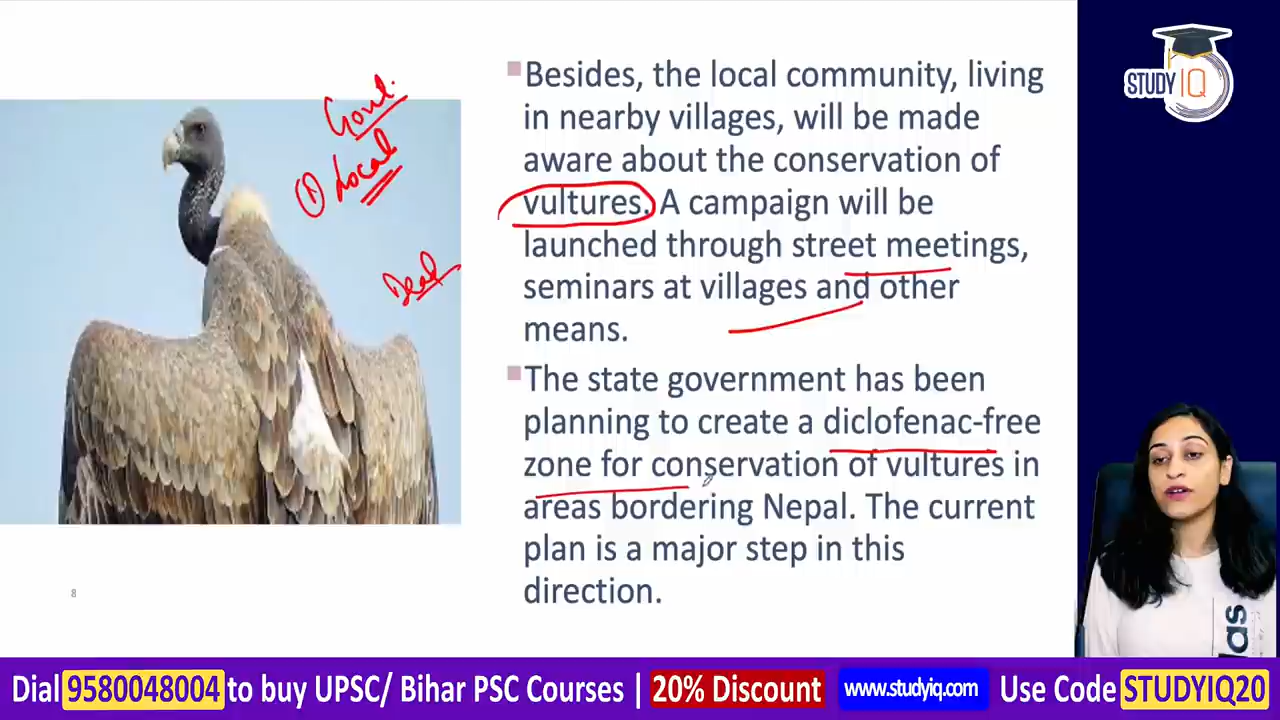 Besides, the local community, living
in nearby villages, will be made
aware about the conservation of
vultures. A campaign will be
launched through street meetings,
seminars at villages and other
means.
The state government has been
planning to create a diclofenac-free
zone for conservation of vultures in
areas bordering Nepal. The current
plan is a major step in this
direction.
Govt.
① Local
Dead
8
STUDY IQ
as
Dial 9580048004 to buy UPSC/ Bihar PSC Courses | 20% Discount www.studyiq.com Use Code STUDYIQ20